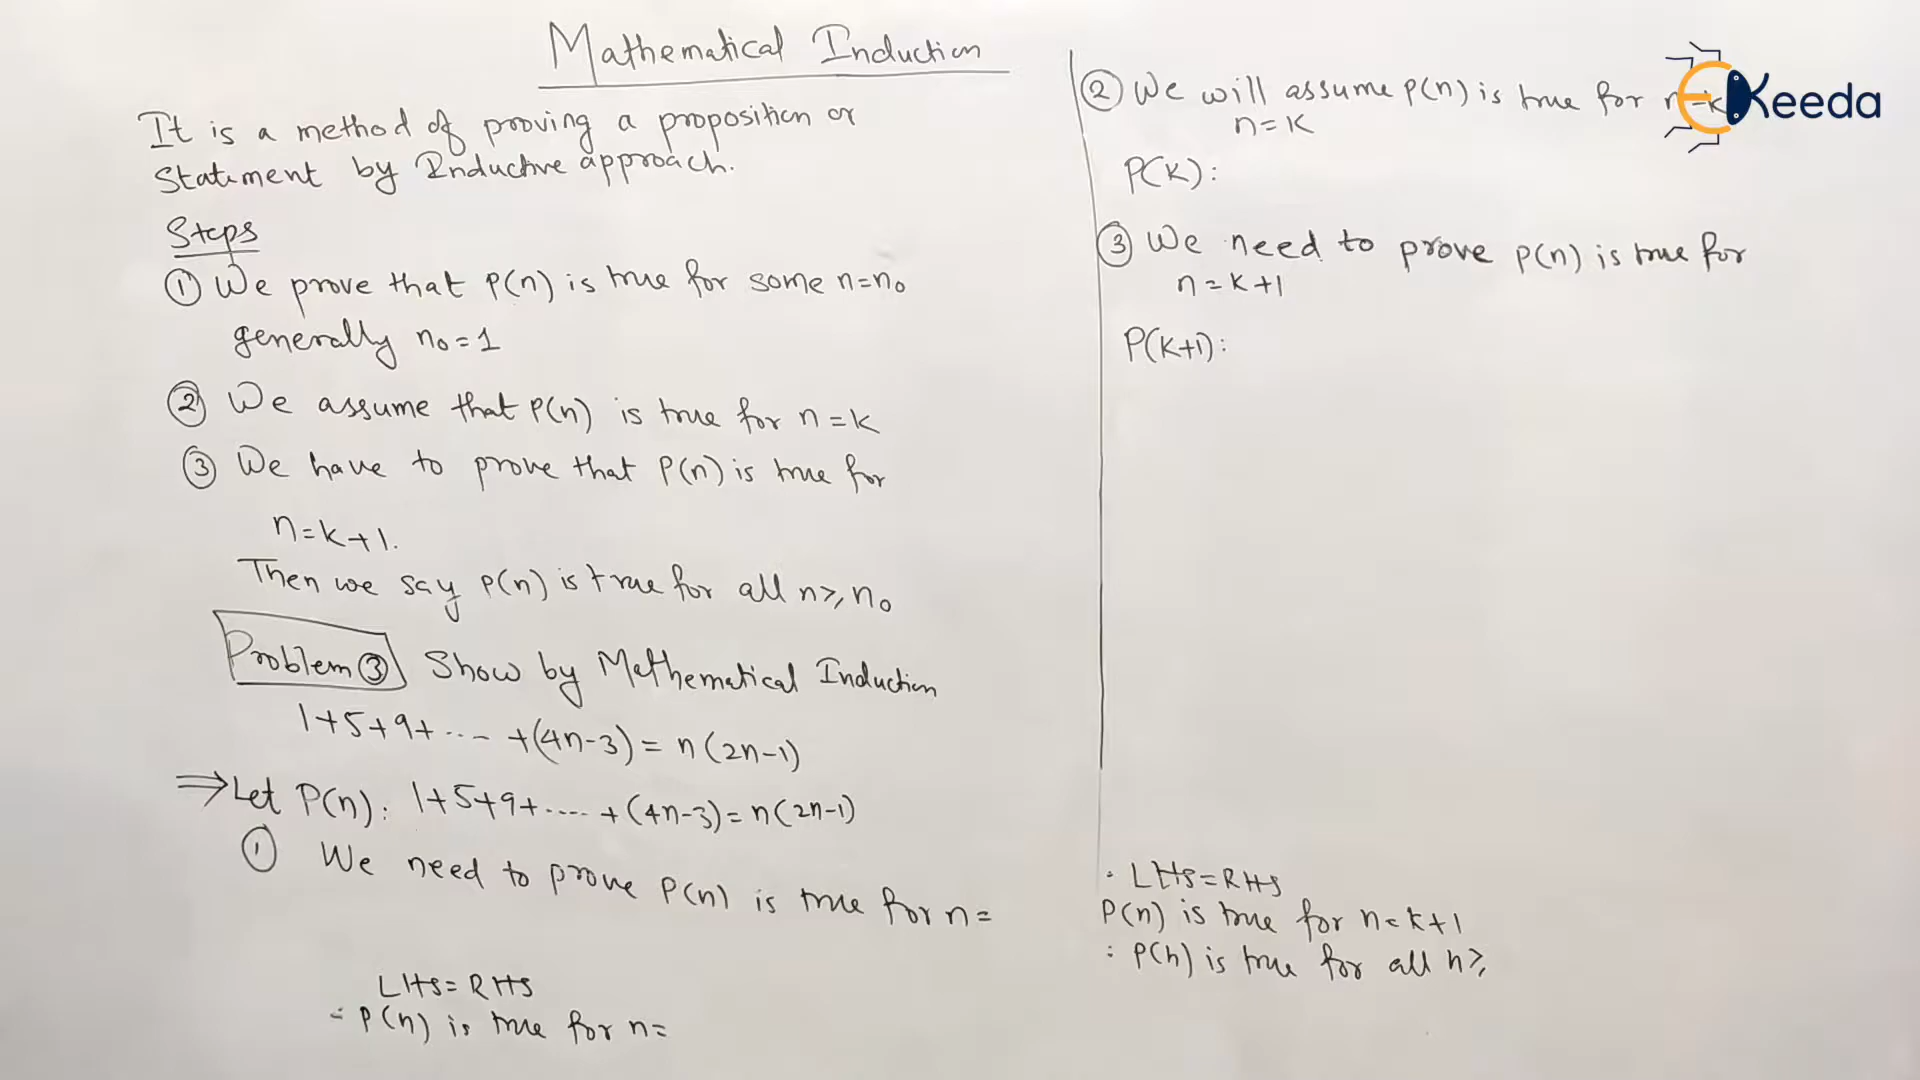 Mathematical Induction
It is a method of proving a proposition or
Statement by Inductive approach.
Steps
① We prove that P(n) is true for some n=n₀
generally n₀=1
② We assume that P(n) is true for n=k
③ We have to prove that P(n) is true for
n=k+1.
Then we say P(n) is true for all n≥n₀
Problem ③ Show by Mathematical Induction
1+5+9+....+(4n-3)=n(2n-1)
⇒Let P(n): 1+5+9+.....+(4n-3)=n(2n-1)
① We need to prove P(n) is true for n=
LHS=RHS
∴ P(n) is true for n=
② We will assume P(n) is true for n=k
n=k
P(k):
③ We need to prove P(n) is true for
n=k+1
P(k+1):
∴ LHS=RHS
P(n) is true for n=k+1
∴ P(n) is true for all n≥
EKeeda